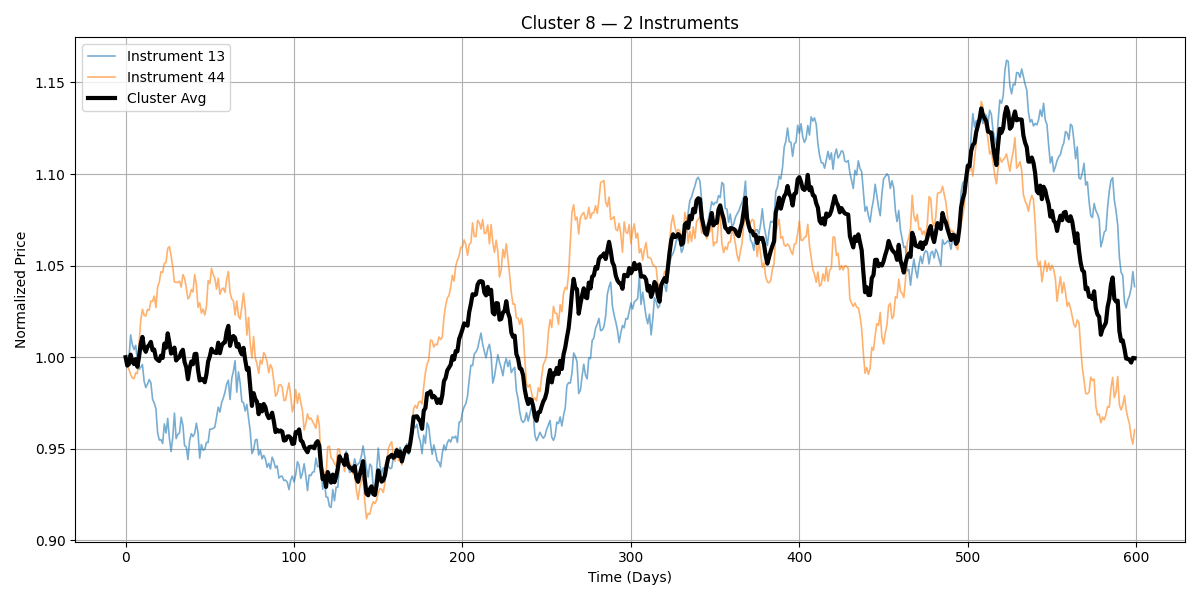 Cluster 8 — 2 Instruments
Instrument 13
Instrument 44
Cluster Avg
Normalized Price
1.15
1.10
1.05
1.00
0.95
0.90
0 100 200 300 400 500 600
Time (Days)